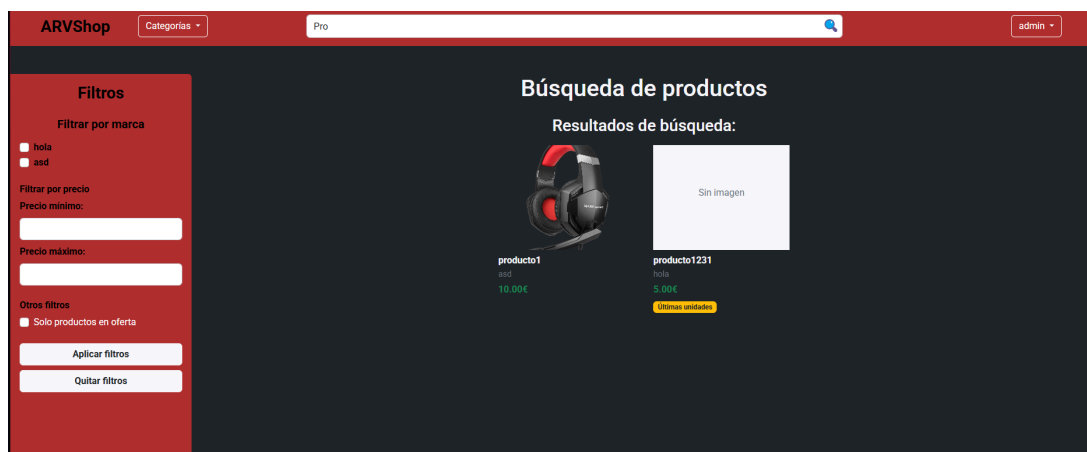 ARVShop
Categorías
Pro
admin
Filtros
Filtrar por marca
hola
asd
Filtrar por precio
Precio mínimo:
Precio máximo:
Otros filtros
Solo productos en oferta
Aplicar filtros
Quitar filtros
Búsqueda de productos
Resultados de búsqueda:
producto1
asd
10.00€
Sin imagen
producto1231
hola
5.00€
Últimas unidades